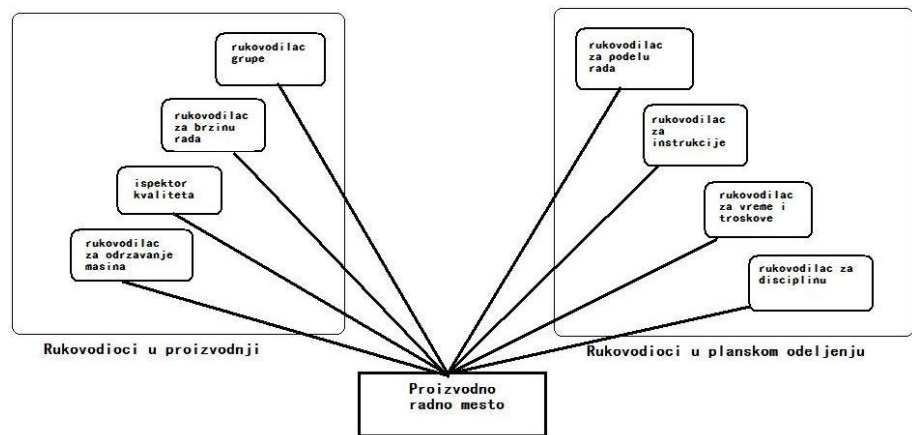 rukovodilac
grupe
rukovodilac
za brzinu
rada
ispektor
kvaliteta
rukovodilac
za odrzavanje
masina
Rukovodioci u proizvodnji
rukovodilac
za podelu
rada
rukovodilac
za
instrukcije
rukovodilac
za vreme i
troskove
rukovodilac za
disciplinu
Rukovodioci u planskom odeljenju
Proizvodno
radno mesto